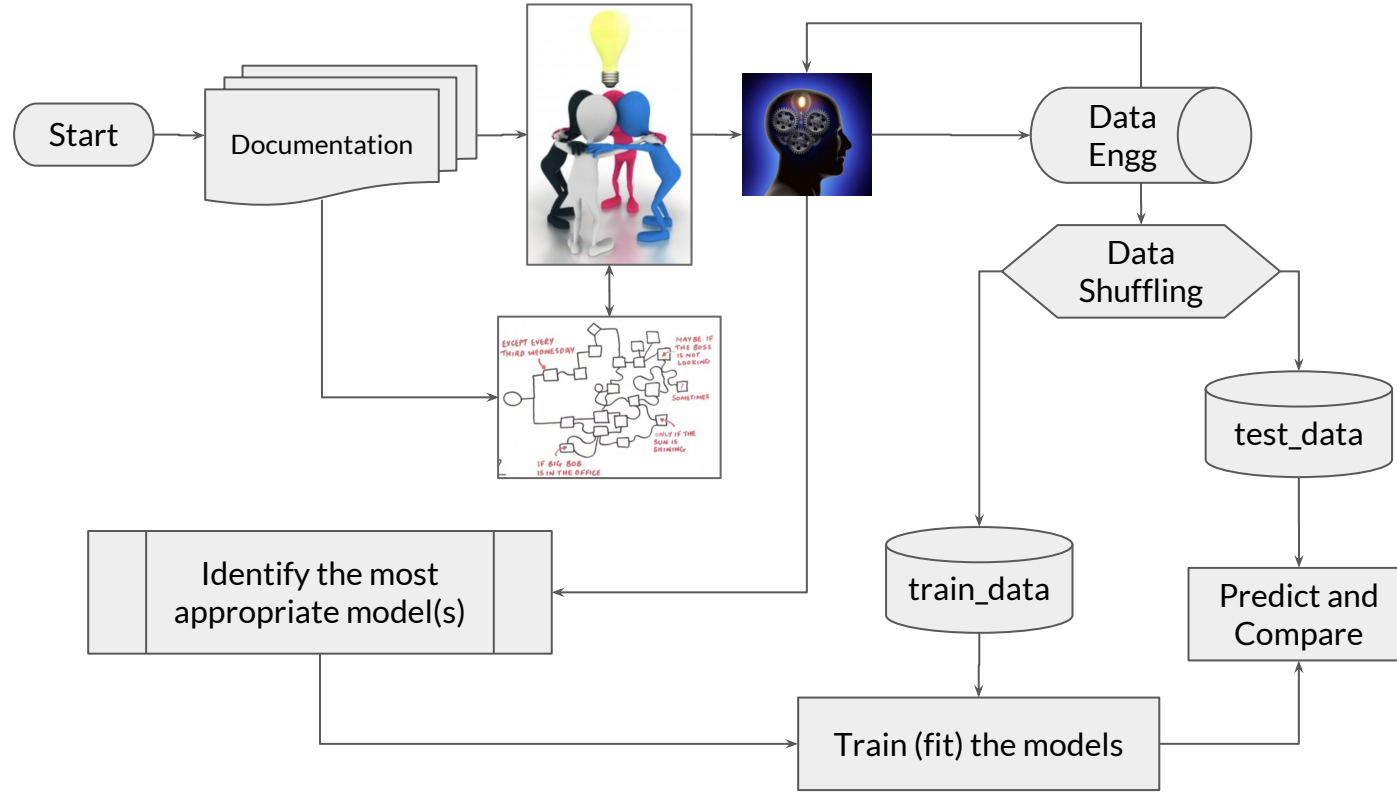 Start
Documentation
Data
Engg
Data
Shuffling
EXCEPT EVERY
THIRD WEDNESDAY
MAYBE IF
THE BOSS
IS NOT
LOOKING
?
SOMETIMES
ONLY IF THE
SUN IS
SHINING
IF BIG BOB
IS IN THE OFFICE
test_data
train_data
Identify the most
appropriate model(s)
Predict and
Compare
Train (fit) the models